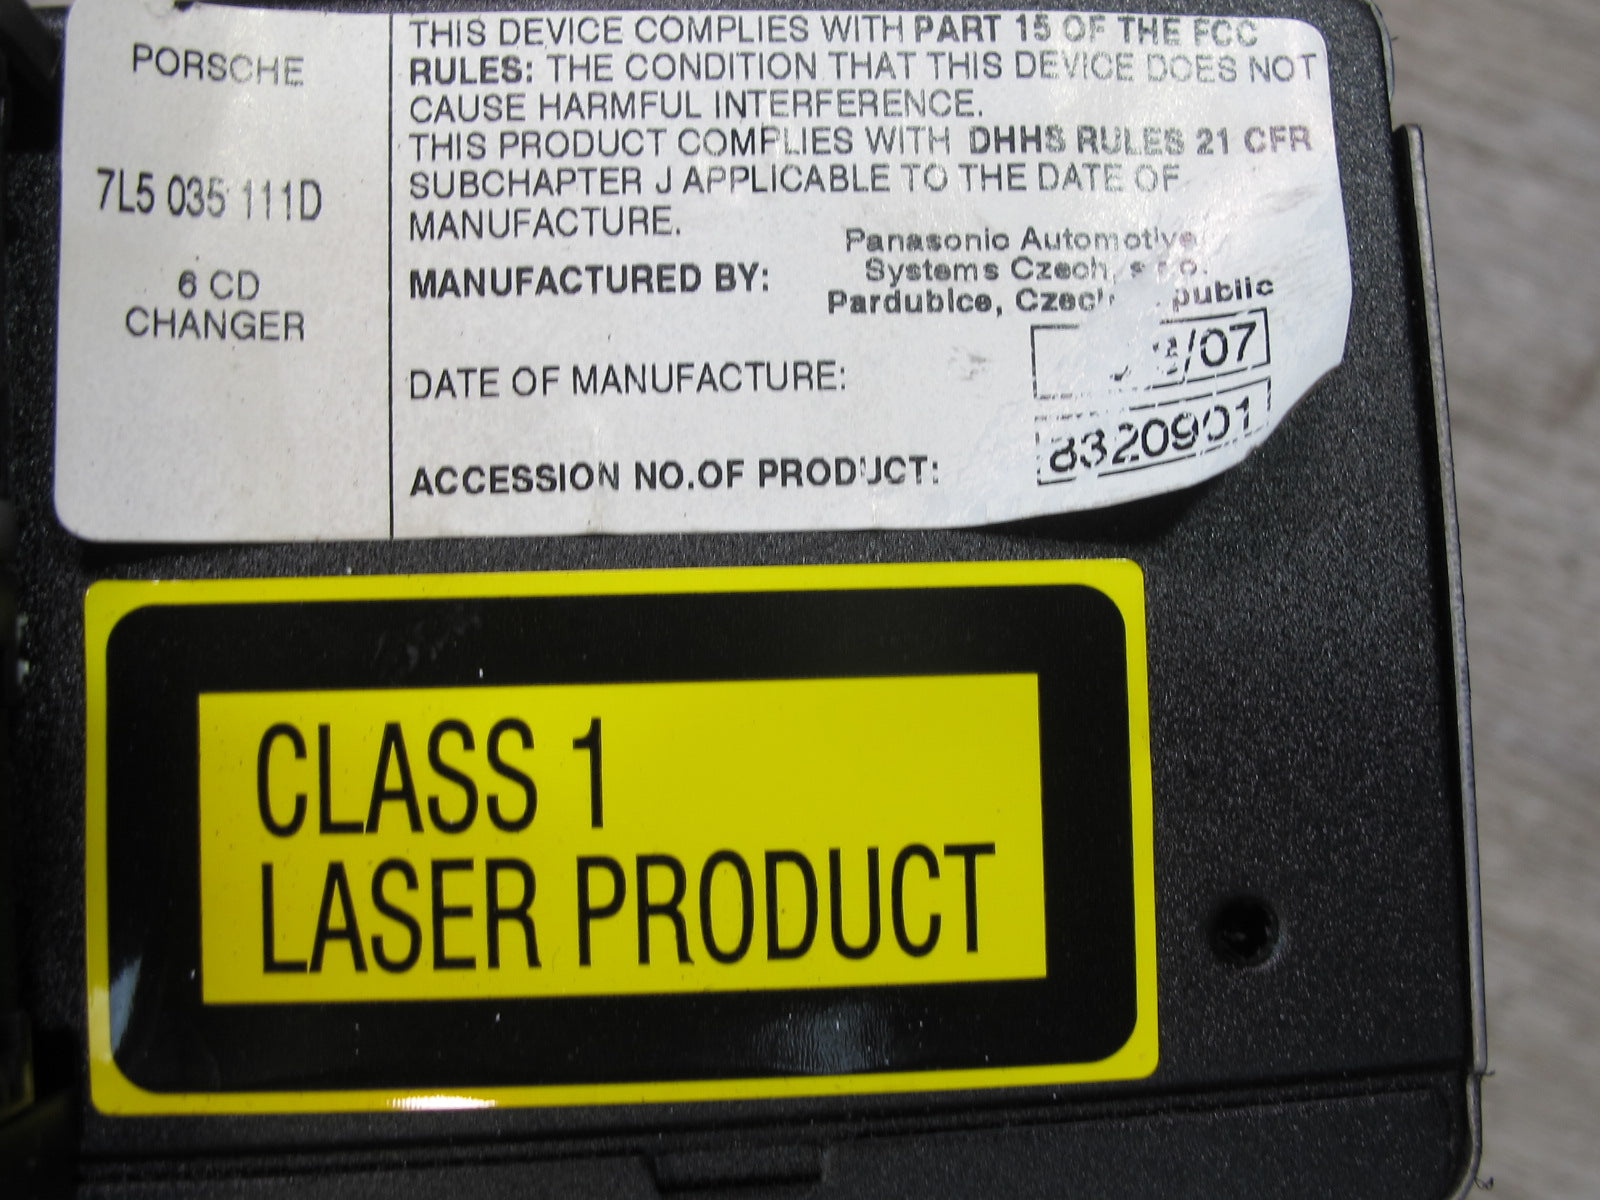 PORSCHE
7L5 035 111D
6 CD
CHANGER
THIS DEVICE COMPLIES WITH PART 15 OF THE FCC
RULES: THE CONDITION THAT THIS DEVICE DOES NOT
CAUSE HARMFUL INTERFERENCE.
THIS PRODUCT COMPLIES WITH DHHS RULES 21 CFR
SUBCHAPTER J APPLICABLE TO THE DATE OF
MANUFACTURE.
MANUFACTURED BY:
Panasonic Automotive
Systems Czech, s.r.o.
Pardubice, Czech
DATE OF MANUFACTURE:
/07
ACCESSION NO.OF PRODUCT:
8320901
CLASS 1
LASER PRODUCT